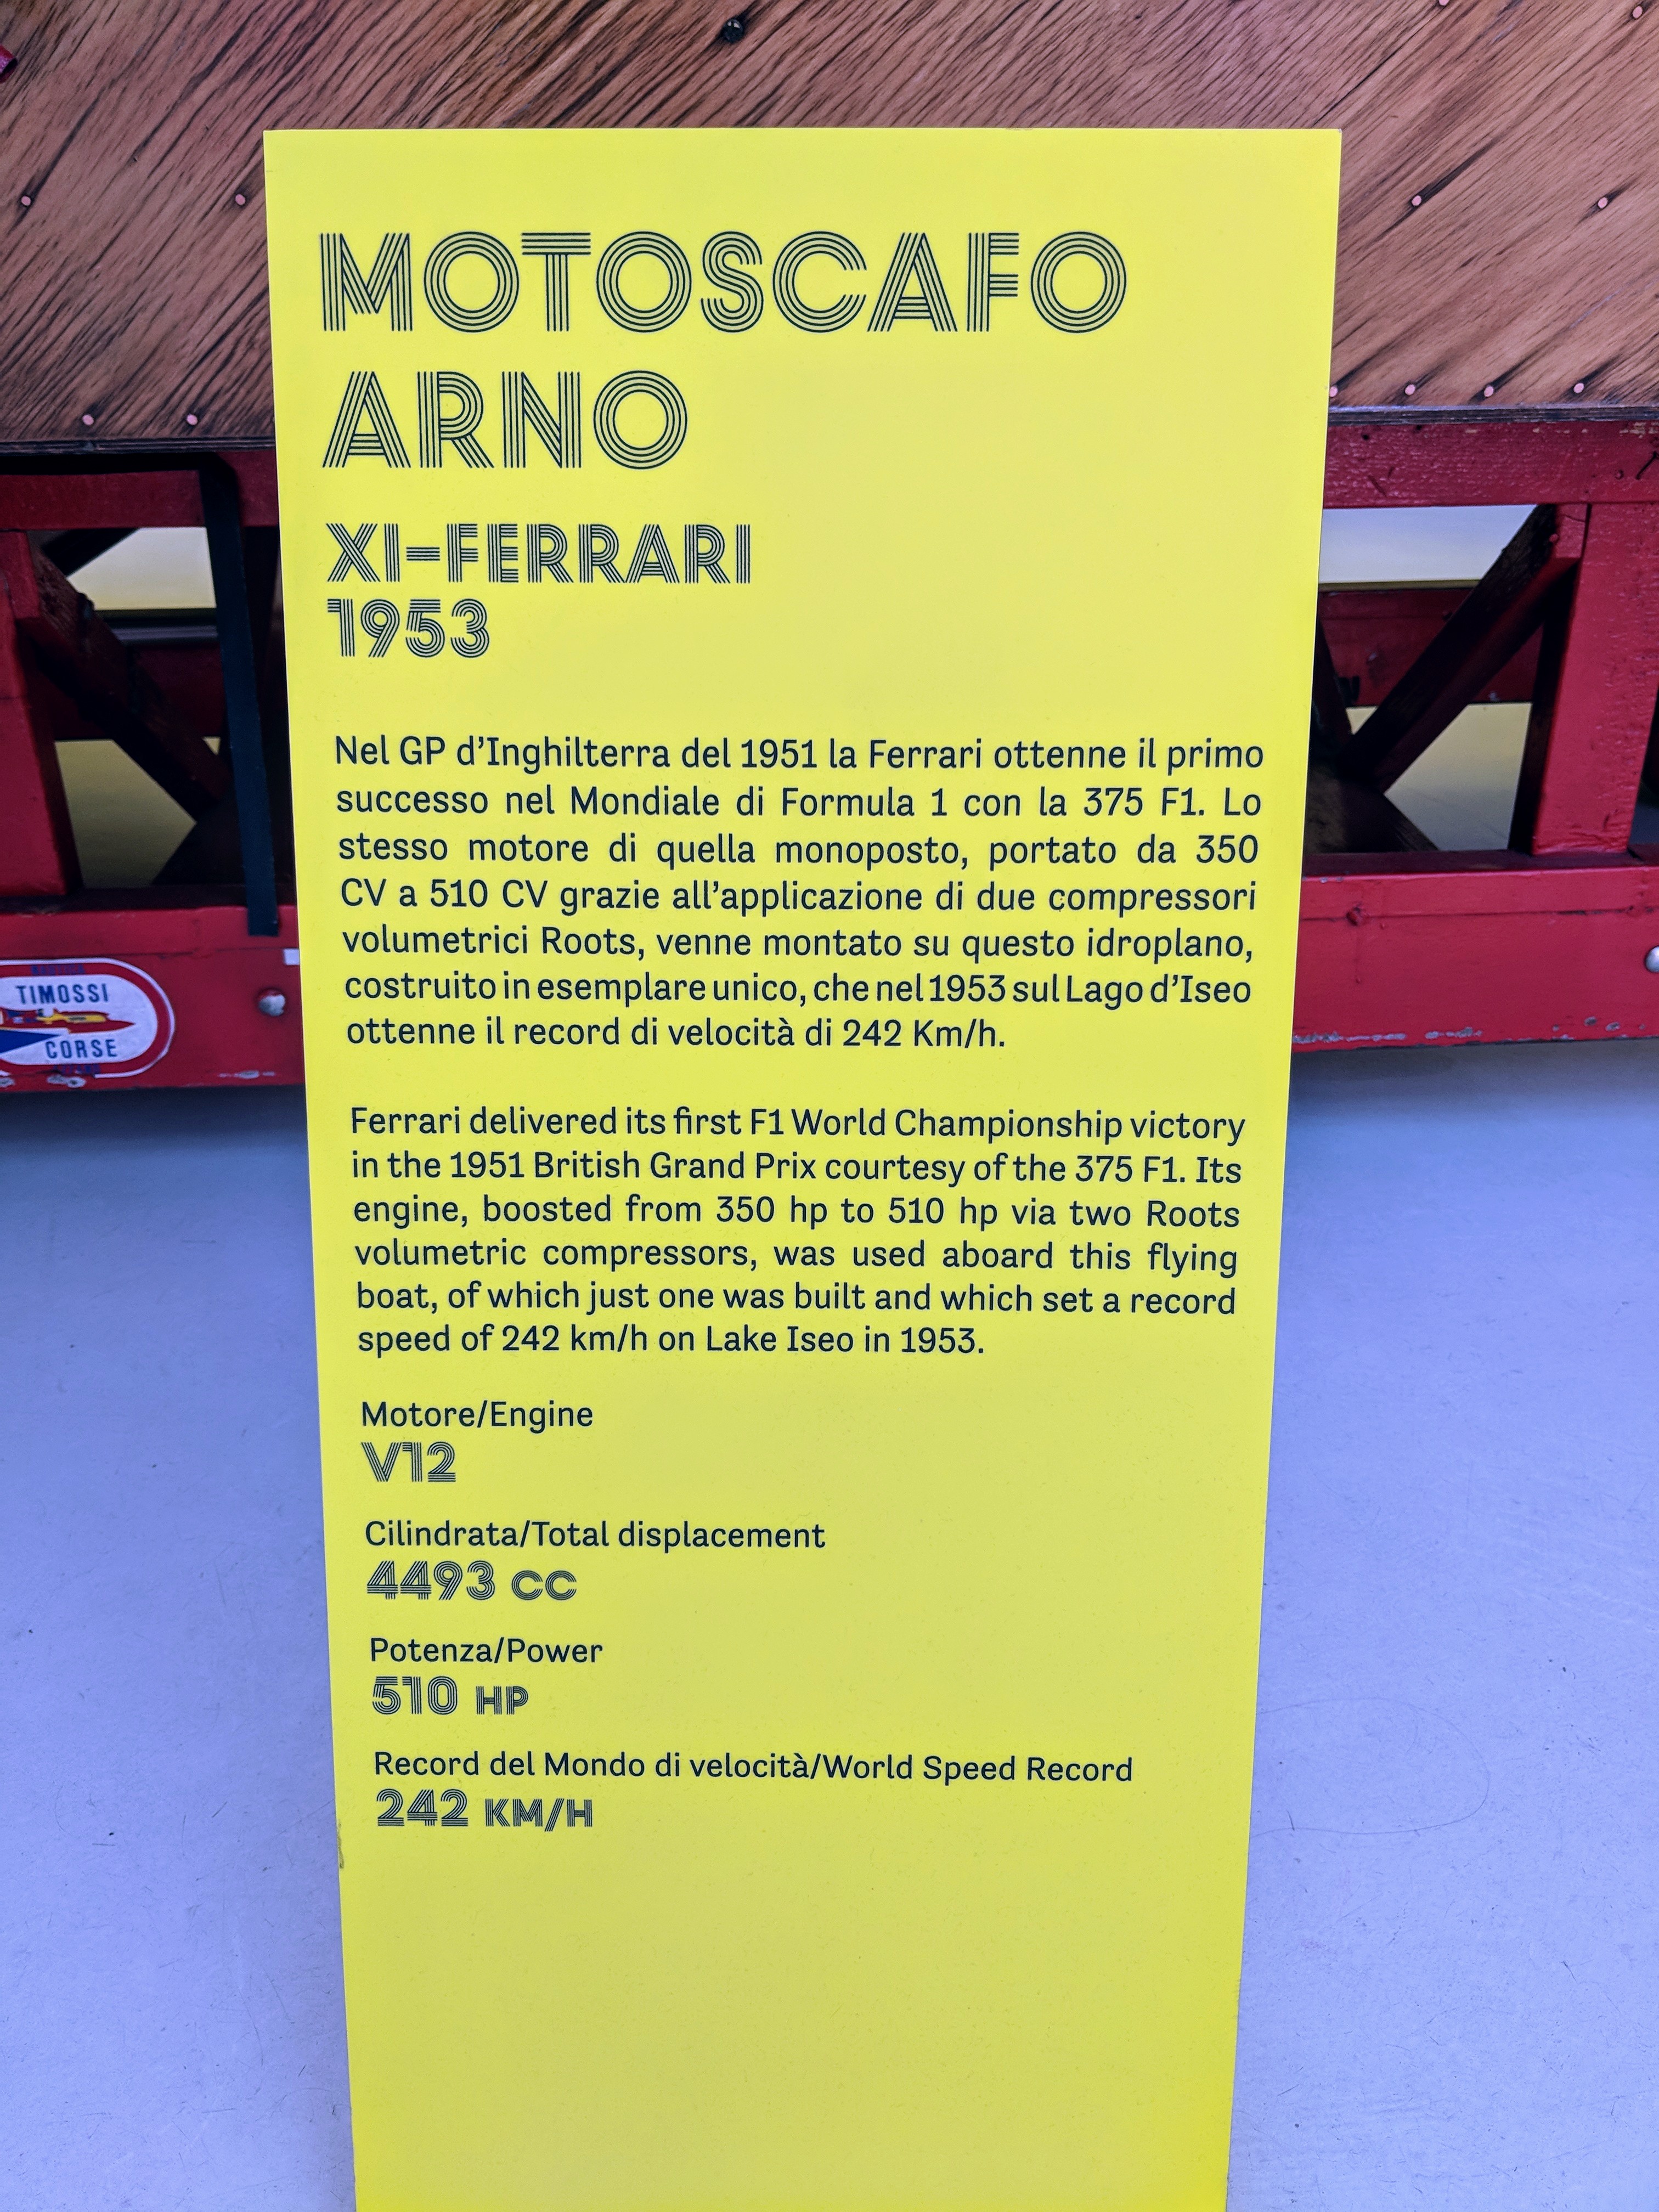 MOTOSCAFO
ARNO
XI-FERRARI
1953
Nel GP d'Inghilterra del 1951 la Ferrari ottenne il primo
successo nel Mondiale di Formula 1 con la 375 F1. Lo
stesso motore di quella monoposto, portato da 350
CV a 510 CV grazie all'applicazione di due compressori
volumetrici Roots, venne montato su questo idroplano,
costruito in esemplare unico, che nel 1953 sul Lago d'Iseo
ottenne il record di velocità di 242 Km/h.
Ferrari delivered its first F1 World Championship victory
in the 1951 British Grand Prix courtesy of the 375 F1. Its
engine, boosted from 350 hp to 510 hp via two Roots
volumetric compressors, was used aboard this flying
boat, of which just one was built and which set a record
speed of 242 km/h on Lake Iseo in 1953.
Motore/Engine
V12
Cilindrata/Total displacement
4493 CC
Potenza/Power
510 HP
Record del Mondo di velocità/World Speed Record
242 KM/H
TIMOSSI
CORSE